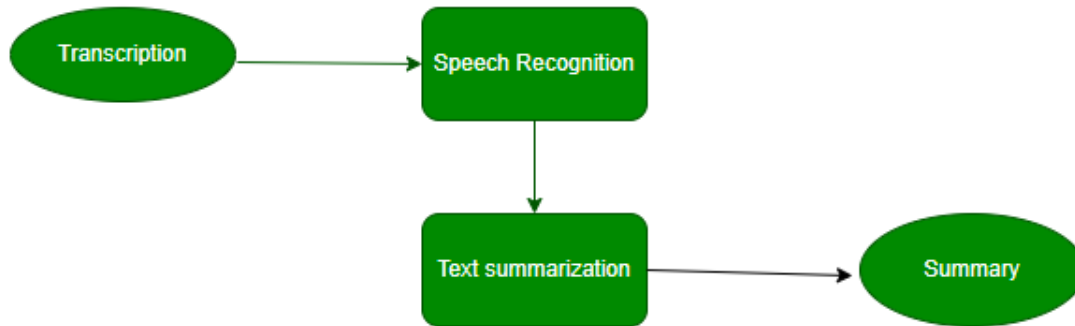 Transcription
Speech Recognition
Text summarization
Summary